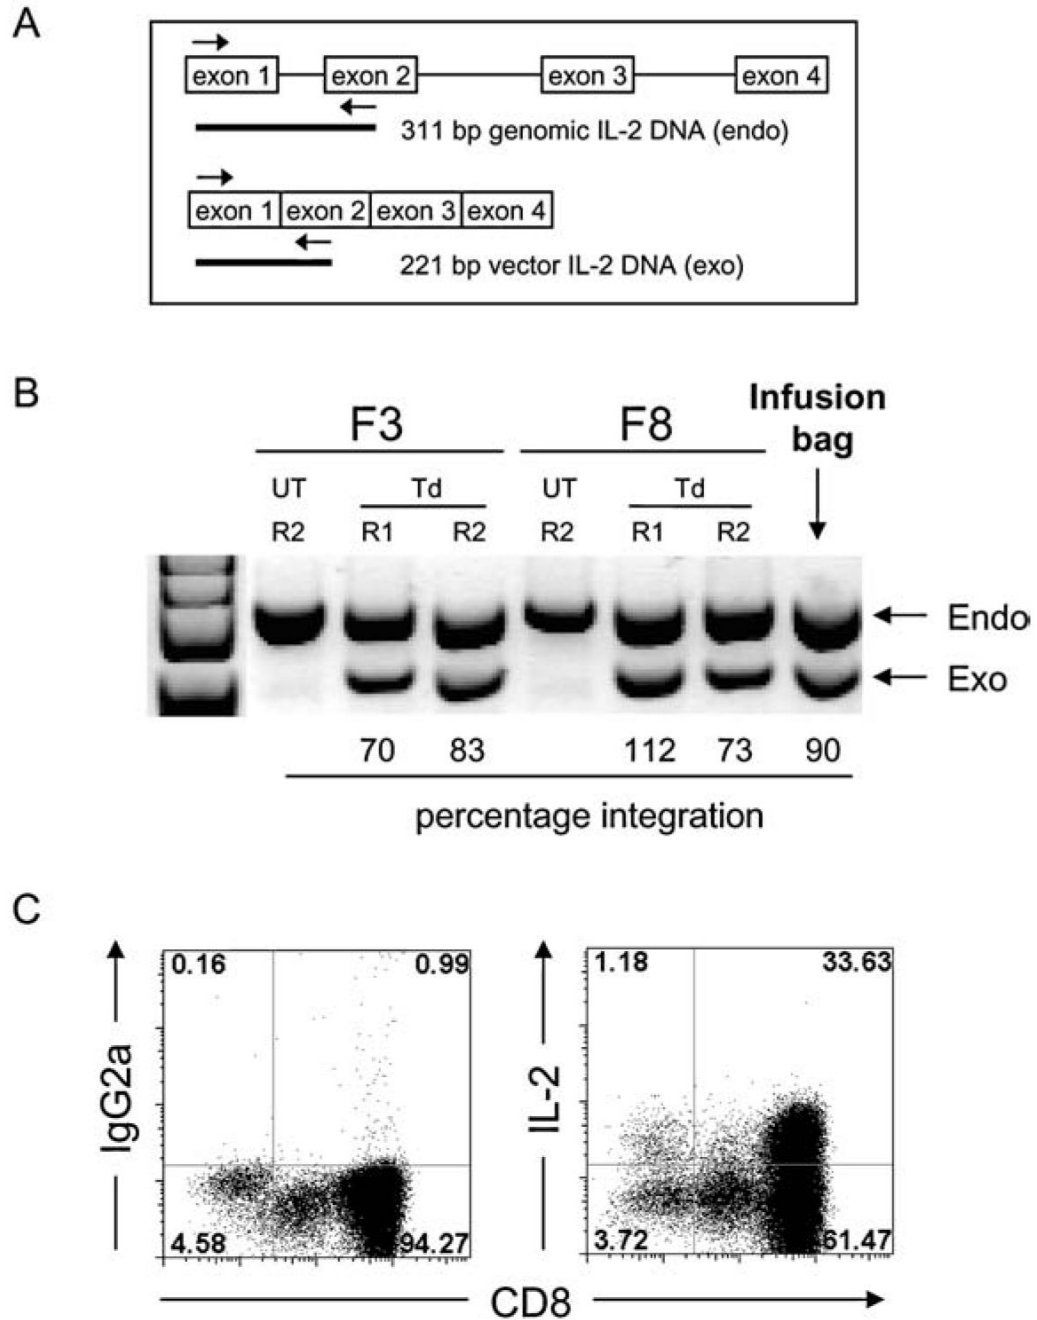 A
exon 1 exon 2 exon 3 exon 4
311 bp genomic IL-2 DNA (endo)
exon 1 exon 2 exon 3 exon 4
221 bp vector IL-2 DNA (exo)
B
F3 F8 Infusion bag
UT Td UT Td
R2 R1 R2 R2 R1 R2
Endo
Exo
70 83 112 73 90
percentage integration
C
IgG2a
0.16 0.99
4.58 94.27
IL-2
1.18 33.63
3.72 61.47
CD8